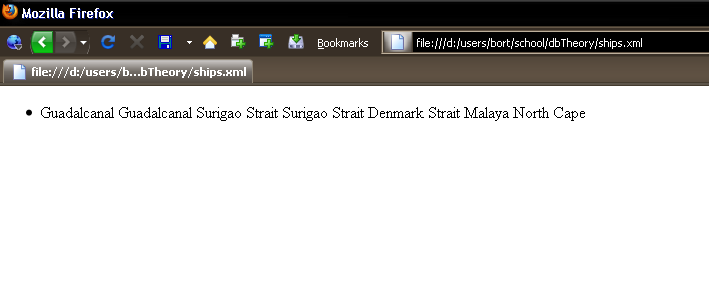 Mozilla Firefox
Bookmarks file:///d:/users/bort/school/dbTheory/ships.xml
file:///d:/users/b...bTheory/ships.xml
• Guadalcanal Guadalcanal Surigao Strait Surigao Strait Denmark Strait Malaya North Cape